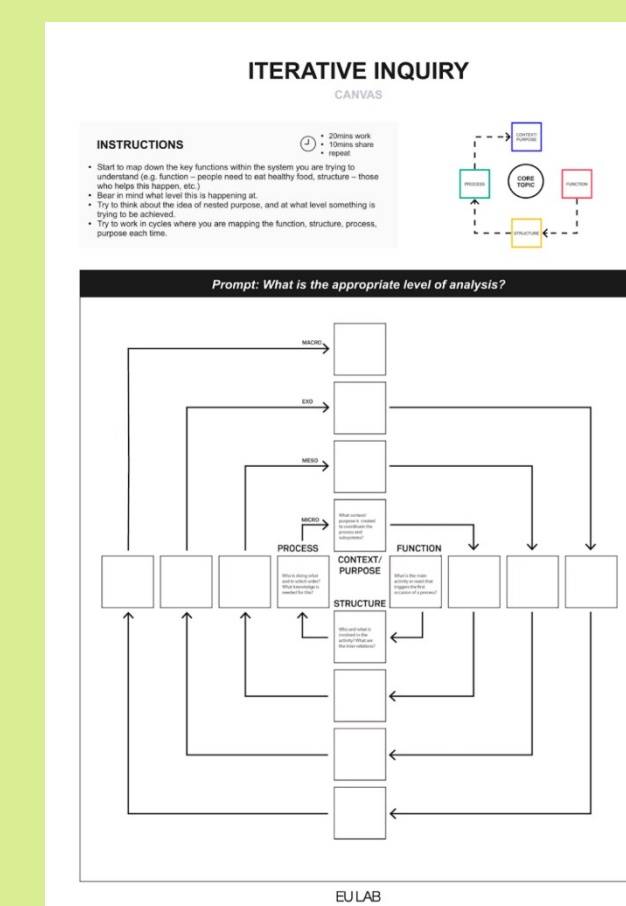 ITERATIVE INQUIRY
CANVAS
INSTRUCTIONS
• 20mins work
• 10mins share
• repeat
• Start to map down the key functions within the system you are trying to
understand (e.g. function – people need to eat healthy food, structure – those
who helps this happen, etc.)
• Bear in mind what level this is happening at.
• Try to think about the idea of nested purpose, and at what level something is
trying to be achieved.
• Try to work in cycles where you are mapping the function, structure, process,
purpose each time.
CONTEXT/
PURPOSE
PROCESS
CORE
TOPIC
FUNCTION
STRUCTURE
Prompt: What is the appropriate level of analysis?
MACRO
EXO
MESO
MICRO
What context/
purpose is created
to coordinate the
process and
subsystems?
PROCESS
CONTEXT/
PURPOSE
FUNCTION
Who is doing what
and in which order?
What knowledge is
needed for this?
What is the main
activity or need that
triggers the first
occasion of a process?
STRUCTURE
Who and what is
involved in the
activity? What are
the inter-relations?
EU LAB